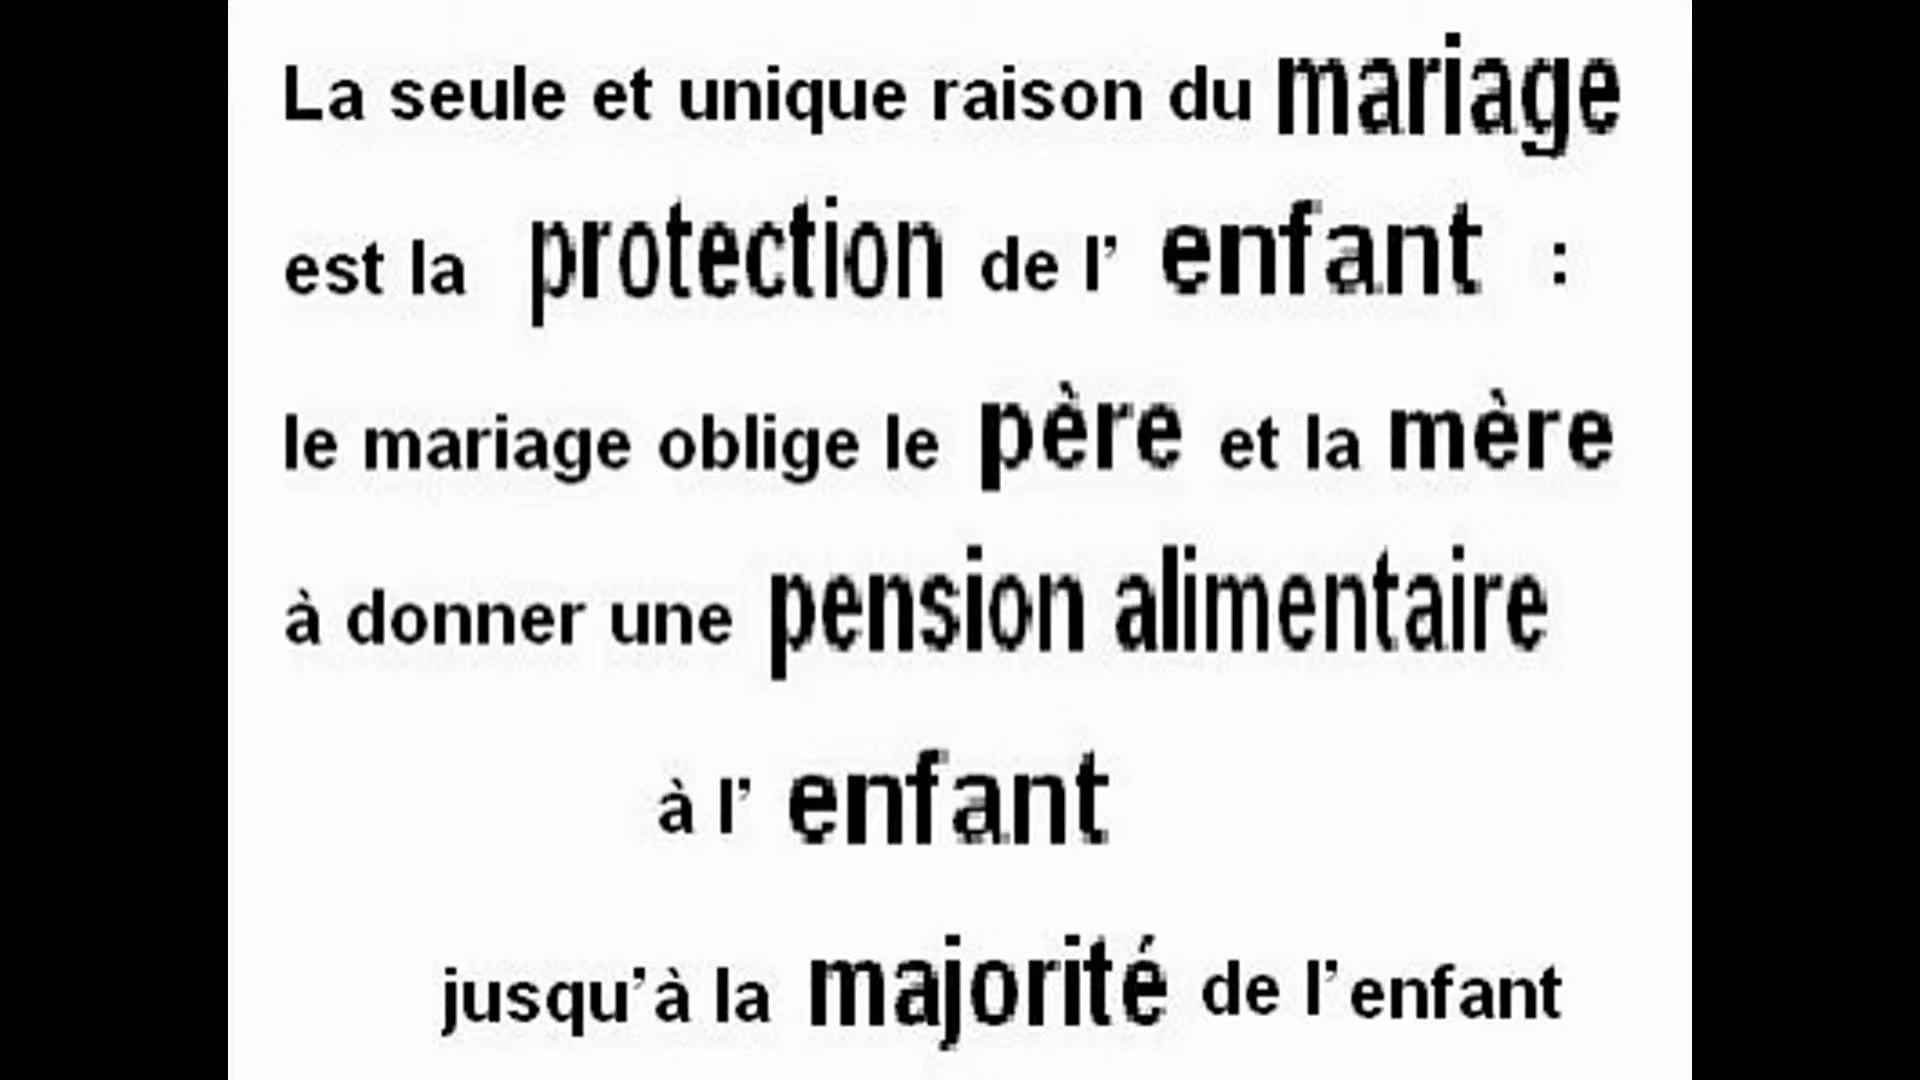 La seule et unique raison du mariage
est la protection de l’ enfant :
le mariage oblige le père et la mère
à donner une pension alimentaire
à l’ enfant
jusqu’à la majorité de l’enfant